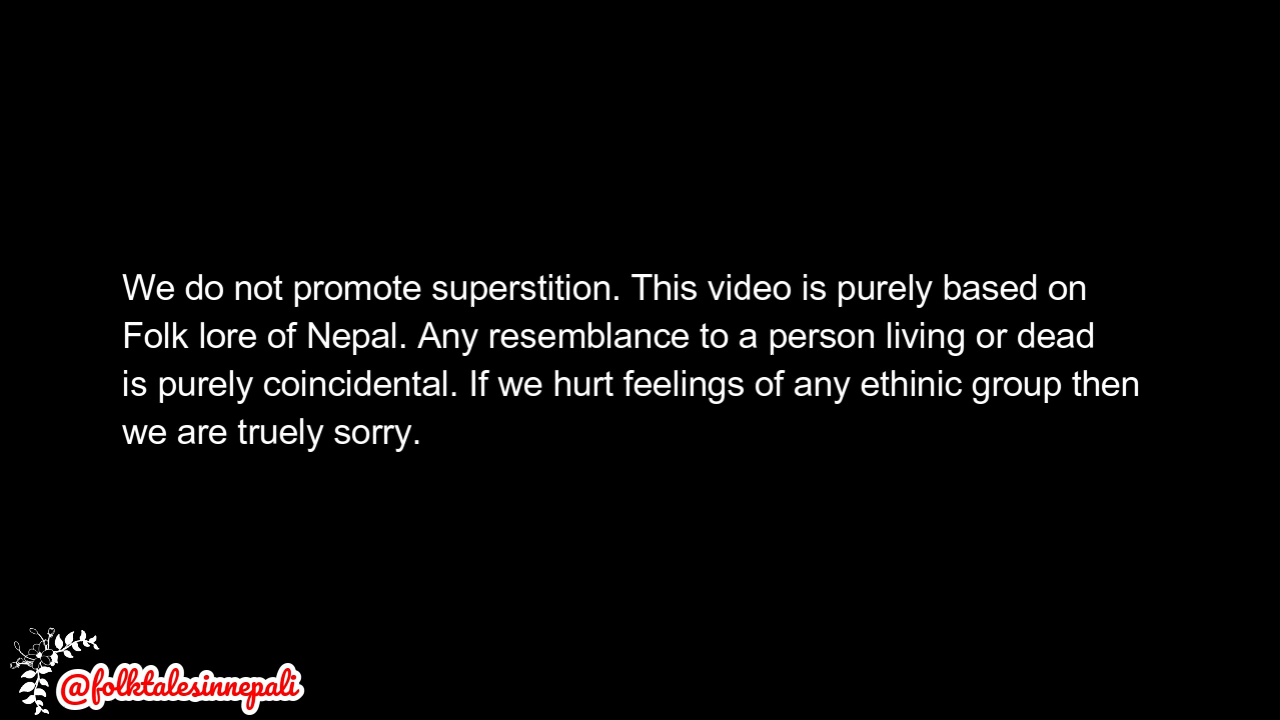 We do not promote superstition. This video is purely based on
Folk lore of Nepal. Any resemblance to a person living or dead
is purely coincidental. If we hurt feelings of any ethinic group then
we are truely sorry.
@folktalesinnepali